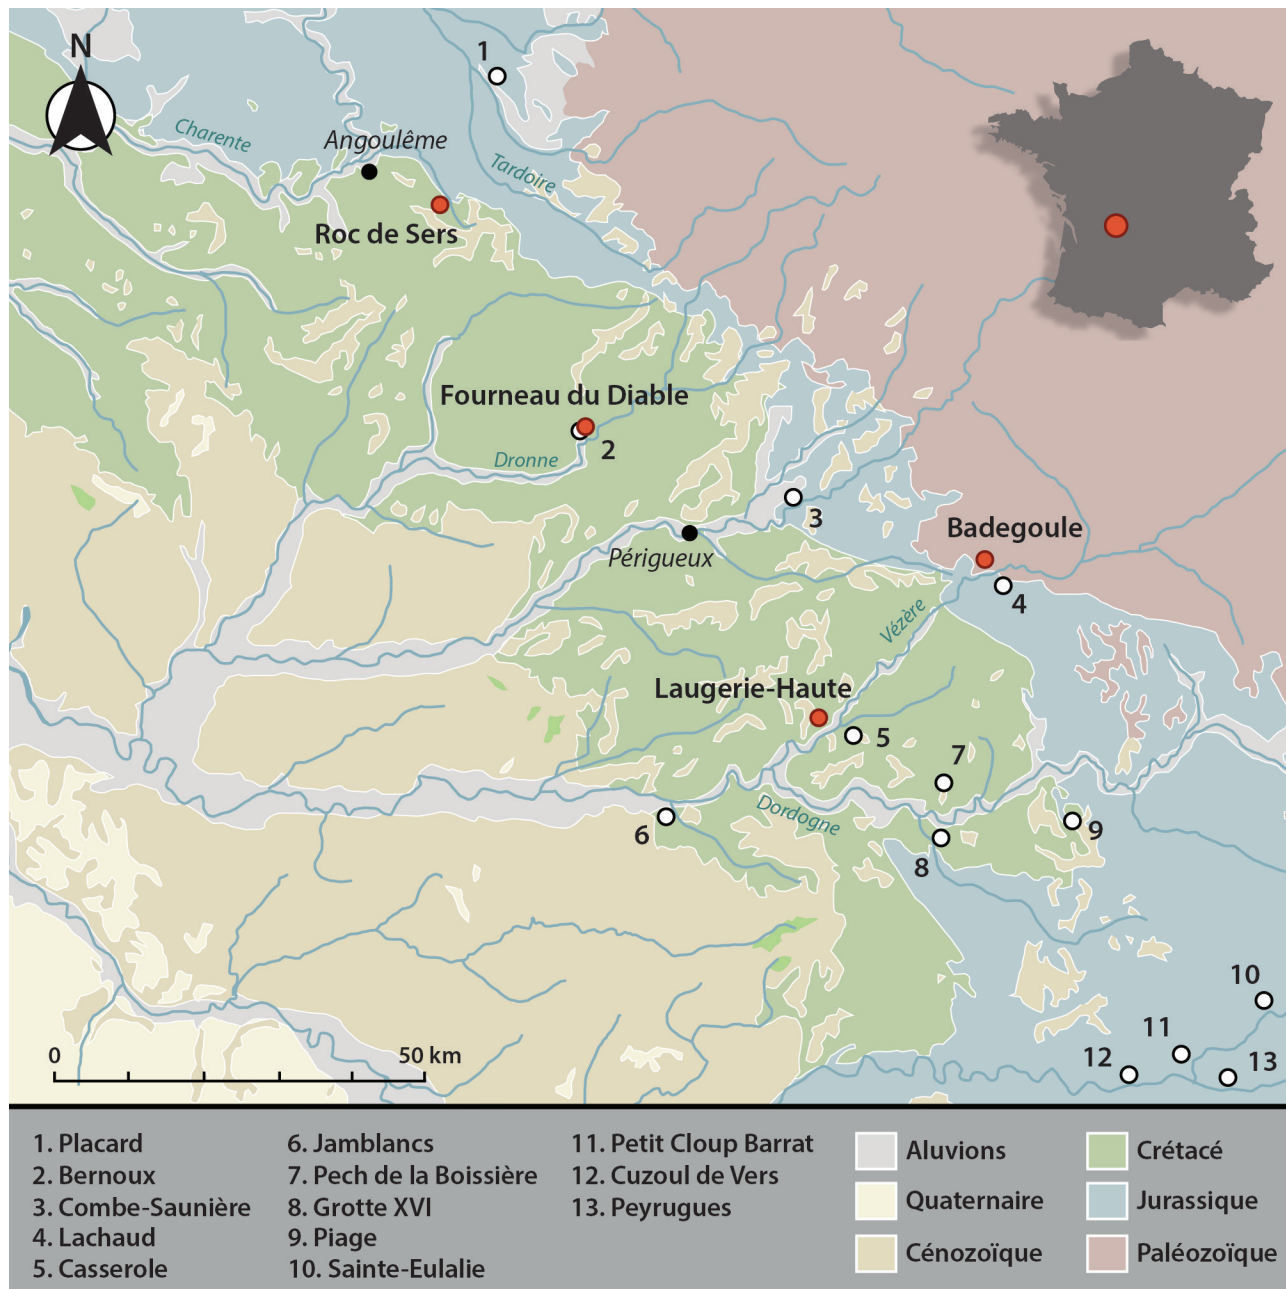 N
1
Charente
Angoulême
Tardoire
Roc de Sers
Fourneau du Diable
2
Dronne
3
Badegoule
Périgueux
4
Vézère
Laugerie-Haute
5
7
Dordogne
6
9
8
10
11
0
50 km
12
13
1. Placard
2. Bernoux
3. Combe-Saunière
4. Lachaud
5. Casserole
6. Jamblancs
7. Pech de la Boissière
8. Grotte XVI
9. Piage
10. Sainte-Eulalie
11. Petit Cloup Barrat
12. Cuzoul de Vers
13. Peyrugues
Aluvions
Quaternaire
Cénozoïque
Crétacé
Jurassique
Paléozoïque